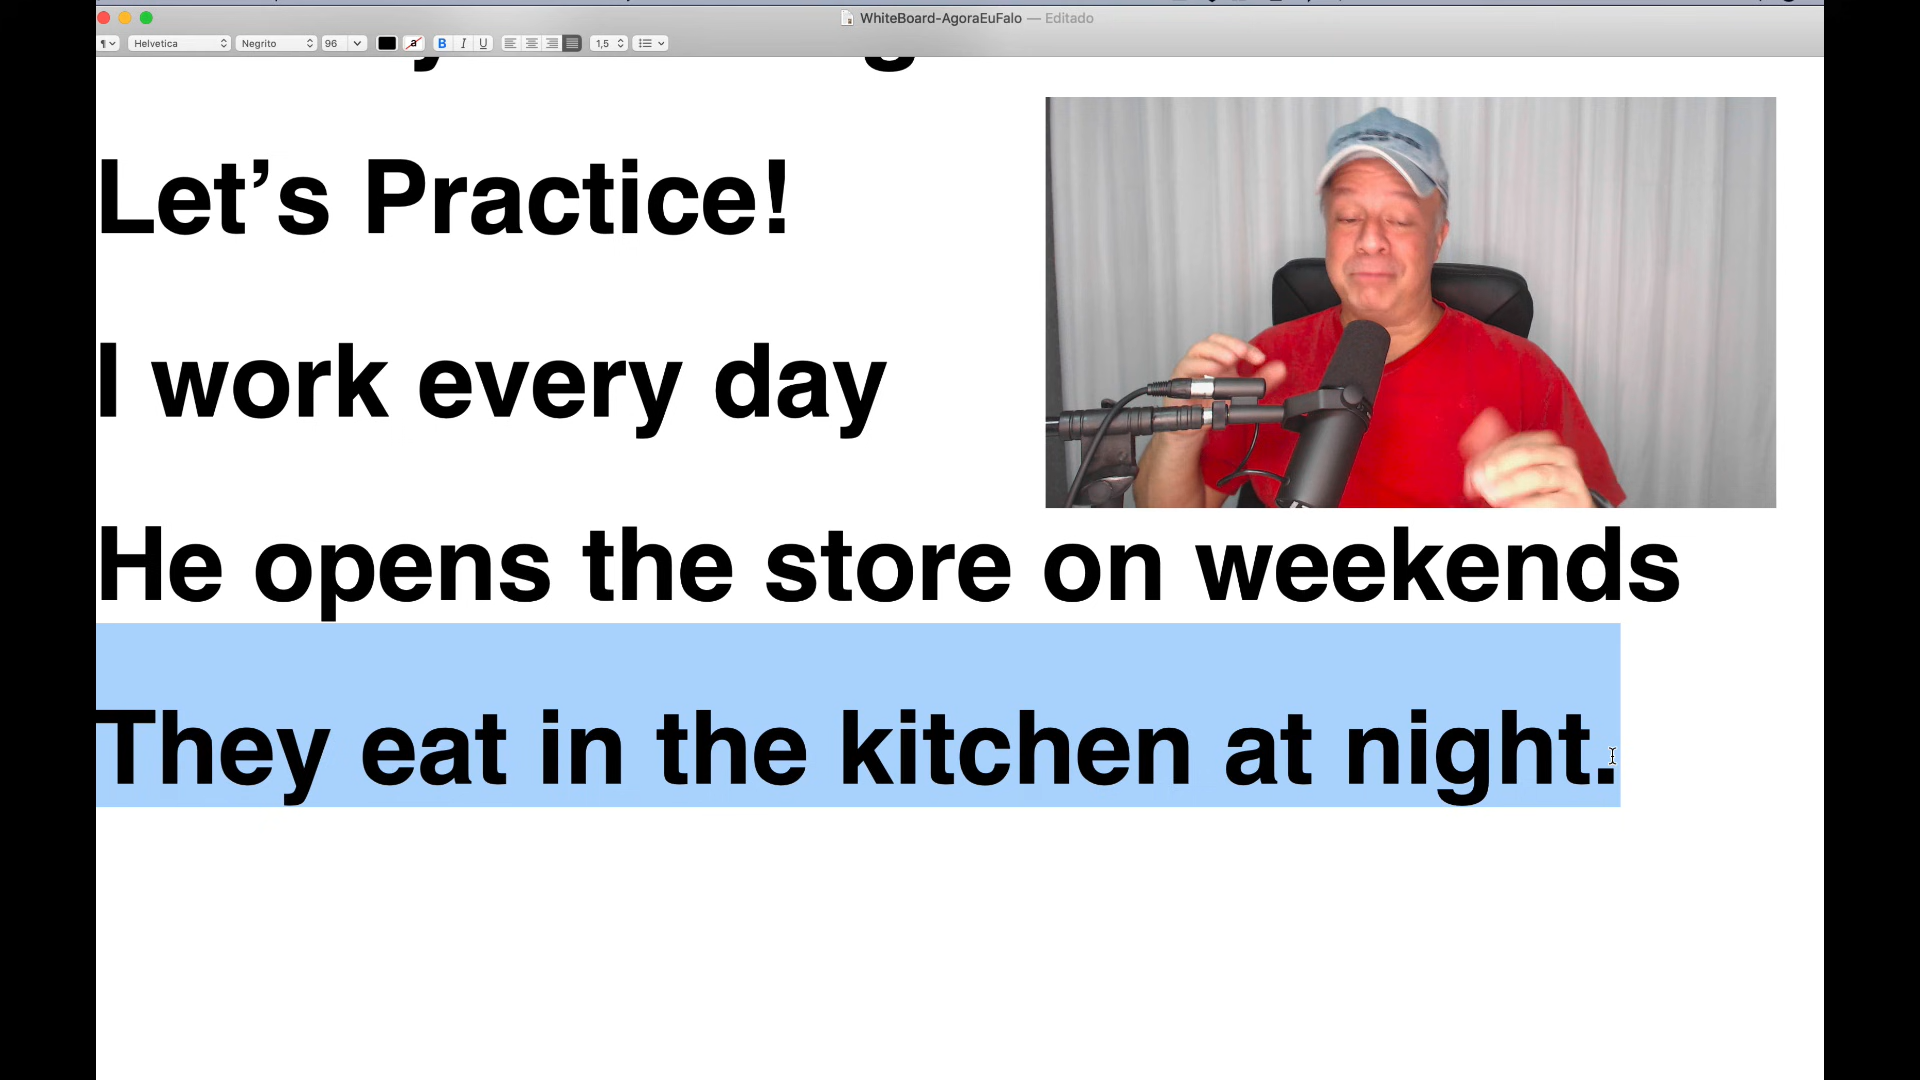 WhiteBoard-AgoraEuFalo — Editado
Helvetica Negrito 96 a B I U 1,5
Let’s Practice!
I work every day
He opens the store on weekends
They eat in the kitchen at night.